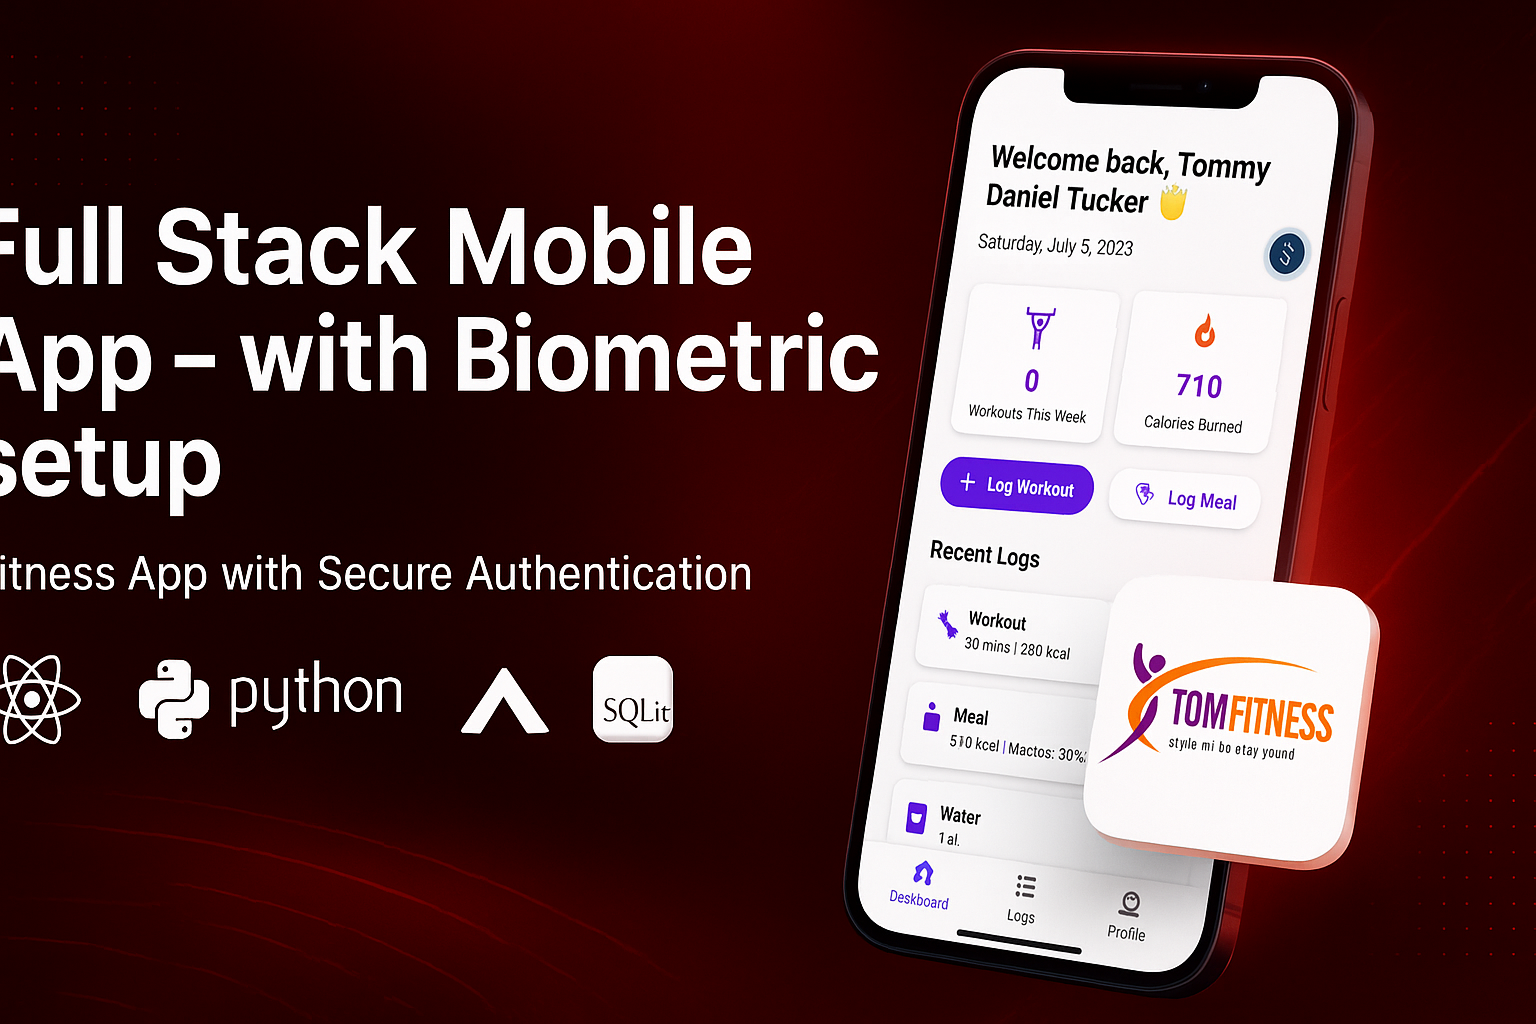 Full Stack Mobile
App – with Biometric
setup
itness App with Secure Authentication
python
SQLit
Welcome back, Tommy
Daniel Tucker
Saturday, July 5, 2023
0
Workouts This Week
710
Calories Burned
+ Log Workout
Log Meal
Recent Logs
Workout
30 mins | 280 kcal
Meal
kcel | Mactos: 30%
Water
1 al.
Deskboard
Logs
Profile
TOMFITNESS
style mi bo etay yound